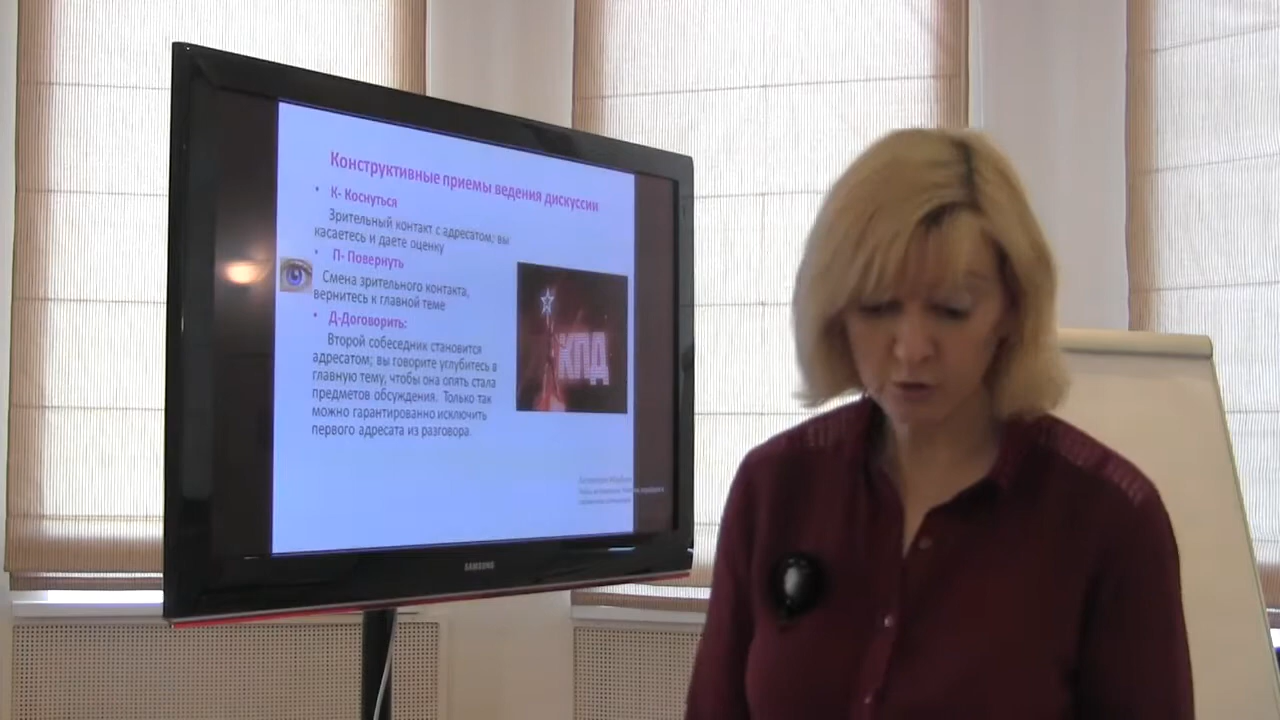 Конструктивные приемы ведения дискуссии
• К- Коснуться
Зрительный контакт с адресатом; вы
касаетесь и даете оценку
• П- Повернуть
Смена зрительного контакта,
вернитесь к главной теме
• Д-Договорить:
Второй собеседник становится
адресатом; вы говорите углубитесь в
главную тему, чтобы она опять стала
предметов обсуждения. Только так
можно гарантированно исключить
первого адресата из разговора.
КПД
SAMSUNG